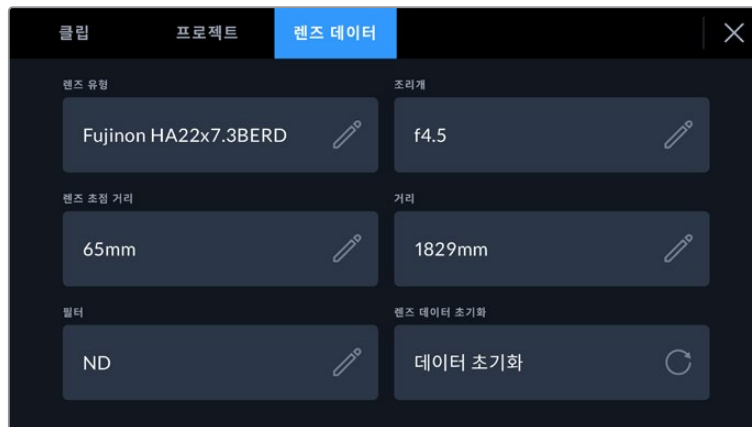 클립 프로젝트 렌즈 데이터
렌즈 유형 조리개
Fujinon HA22x7.3BERD f4.5
렌즈 초점 거리 거리
65mm 1829mm
필터 렌즈 데이터 초기화
ND 데이터 초기화